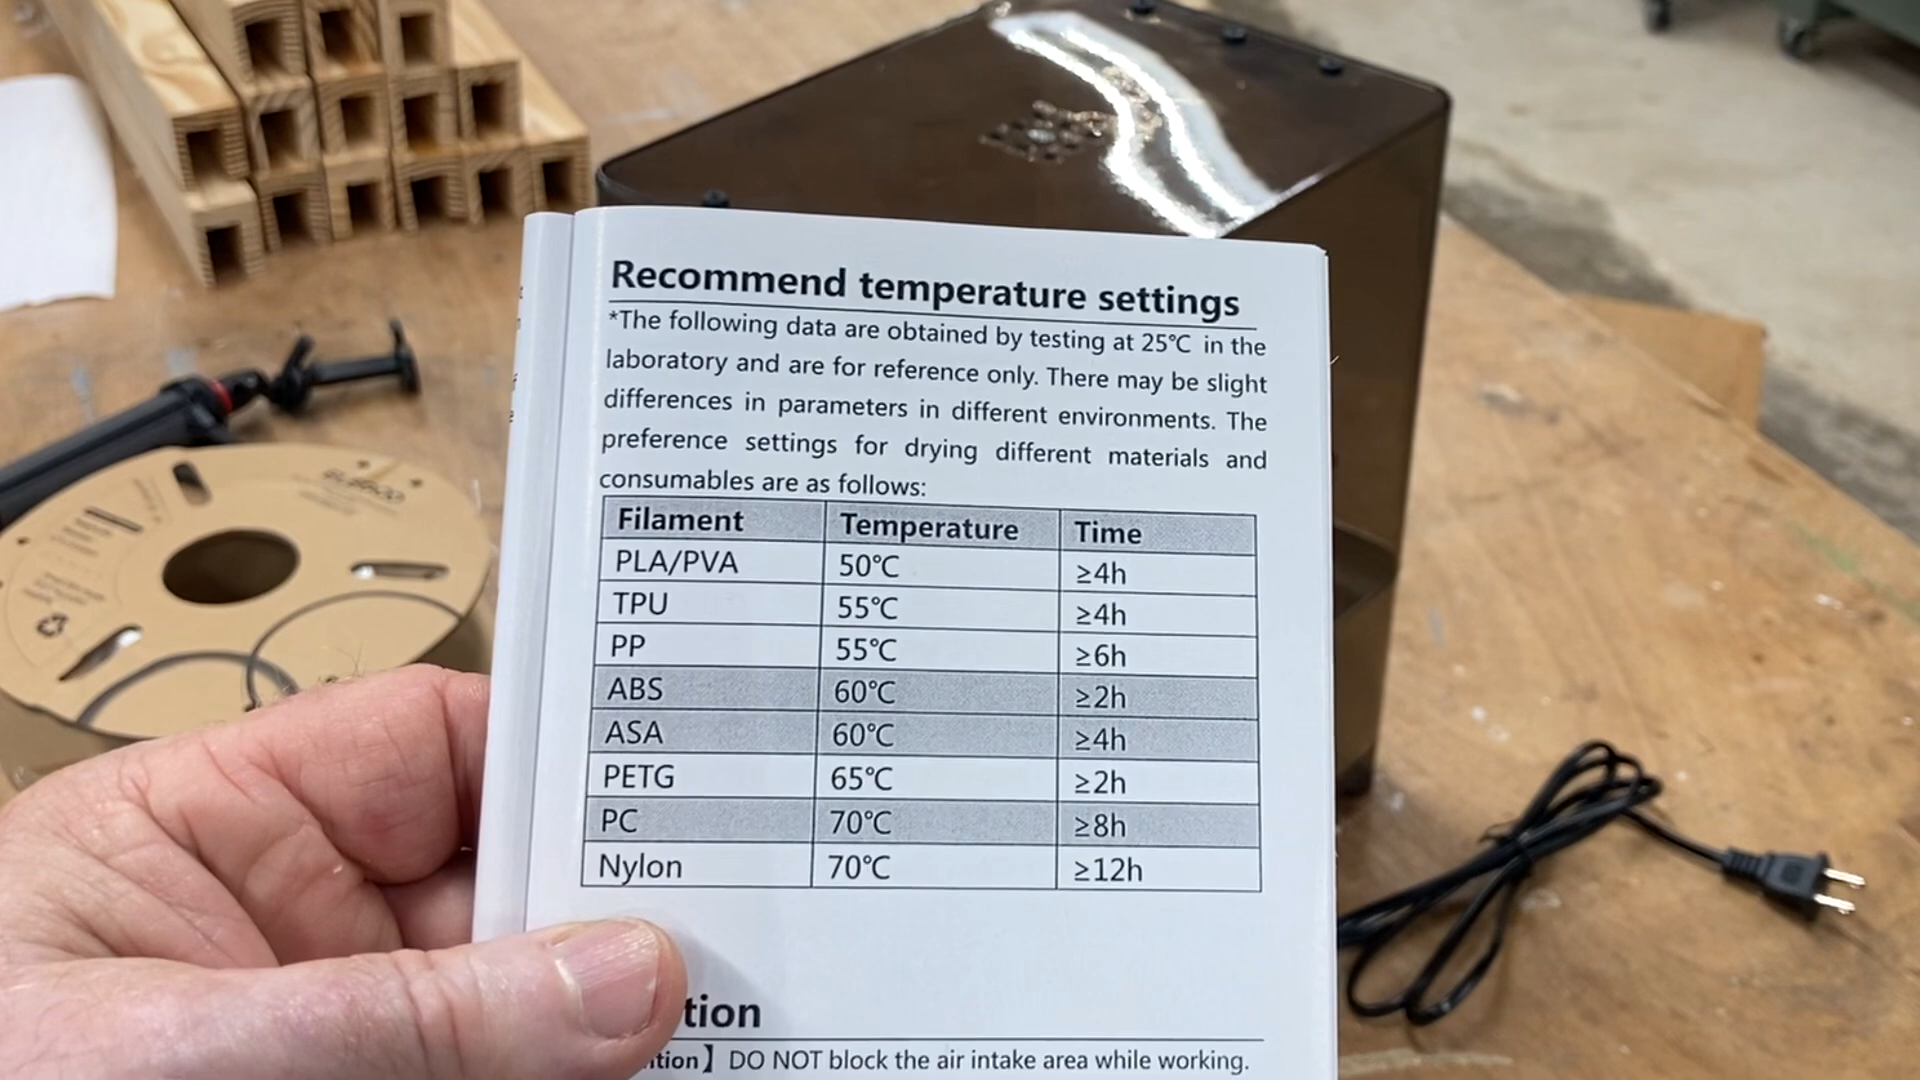 Recommend temperature settings
*The following data are obtained by testing at 25℃ in the
laboratory and are for reference only. There may be slight
differences in parameters in different environments. The
preference settings for drying different materials and
consumables are as follows:
Filament Temperature Time
PLA/PVA 50℃ ≥4h
TPU 55℃ ≥4h
PP 55℃ ≥6h
ABS 60℃ ≥2h
ASA 60℃ ≥4h
PETG 65℃ ≥2h
PC 70℃ ≥8h
Nylon 70℃ ≥12h
tion
tion】 DO NOT block the air intake area while working.